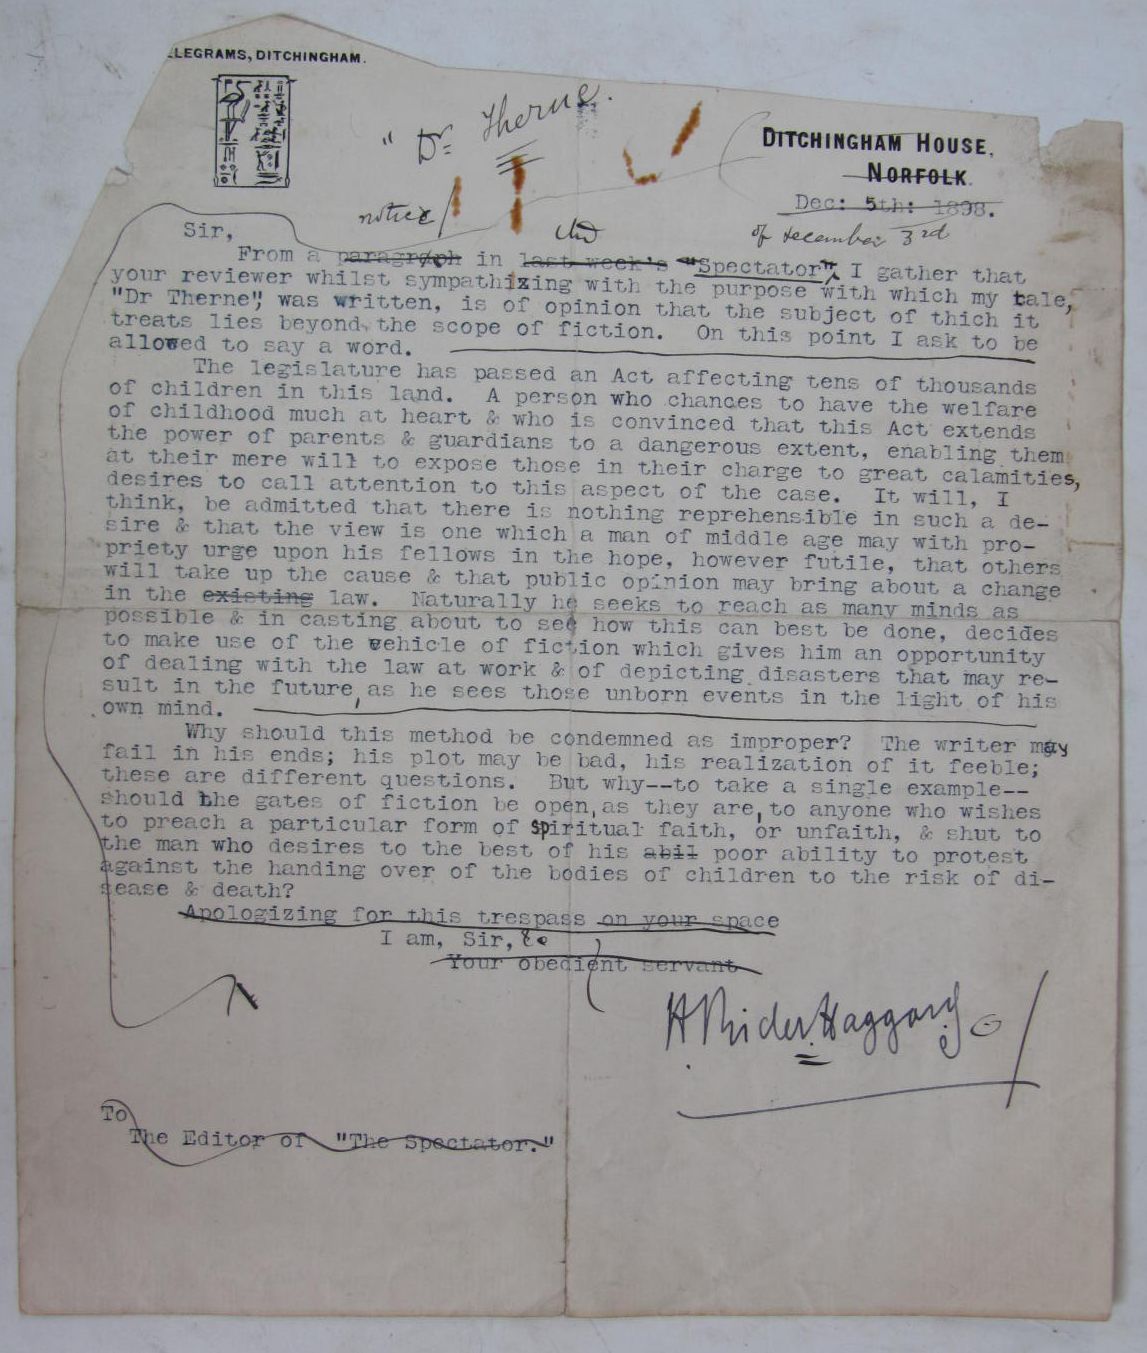 LEGRAMS, DITCHINGHAM.
"Dr Therne.
DITCHINGHAM HOUSE,
NORFOLK.
Dec: 5th: 1898.
notice
the
of December 3rd
Sir,
From a paragraph in last week's "Spectator", I gather that
your reviewer whilst sympathizing with the purpose with which my tale,
"Dr Therne", was written, is of opinion that the subject of thich it
treats lies beyond the scope of fiction. On this point I ask to be
allowed to say a word.
The legislature has passed an Act affecting tens of thousands
of children in this land. A person who chances to have the welfare
of childhood much at heart & who is convinced that this Act extends
the power of parents & guardians to a dangerous extent, enabling them
at their mere will to expose those in their charge to great calamities,
desires to call attention to this aspect of the case. It will, I
think, be admitted that there is nothing reprehensible in such a de-
sire & that the view is one which a man of middle age may with pro-
priety urge upon his fellows in the hope, however futile, that others
will take up the cause & that public opinion may bring about a change
in the existing law. Naturally he seeks to reach as many minds as
possible & in casting about to see how this can best be done, decides
to make use of the vehicle of fiction which gives him an opportunity
of dealing with the law at work & of depicting disasters that may re-
sult in the future, as he sees those unborn events in the light of his
own mind.
Why should this method be condemned as improper? The writer may
fail in his ends; his plot may be bad, his realization of it feeble;
these are different questions. But why--to take a single example--
should the gates of fiction be open, as they are, to anyone who wishes
to preach a particular form of spiritual faith, or unfaith, & shut to
the man who desires to the best of his abil poor ability to protest
against the handing over of the bodies of children to the risk of di-
sease & death?
Apologizing for this trespass on your space
I am, Sir, &c
Your obedient servant
H Rider Haggard
To
The Editor of "The Spectator."